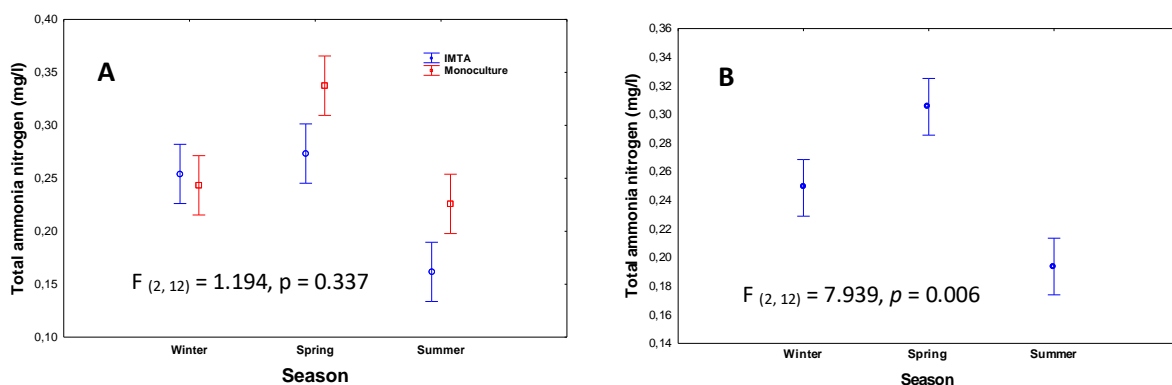 0,40
0,35
0,30
0,25
0,20
0,15
0,10
Total ammonia nitrogen (mg/l)
A
IMTA
Monoculture
F (2, 12) = 1.194, p = 0.337
Winter Spring Summer
Season
0,36
0,34
0,32
0,30
0,28
0,26
0,24
0,22
0,20
0,18
0,16
0,14
Total ammonia nitrogen (mg/l)
B
F (2, 12) = 7.939, p = 0.006
Winter Spring Summer
Season